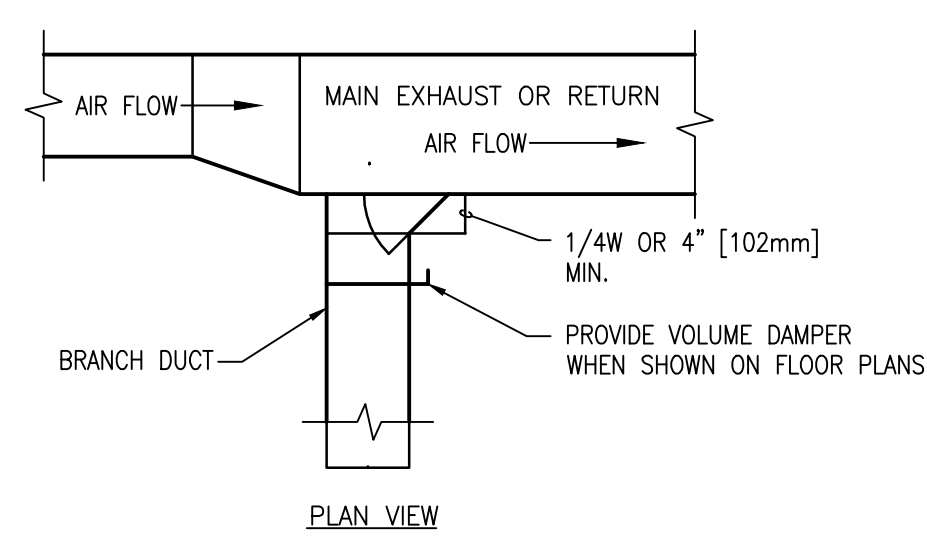 AIR FLOW
MAIN EXHAUST OR RETURN
AIR FLOW
1/4W OR 4” [102mm]
MIN.
PROVIDE VOLUME DAMPER
WHEN SHOWN ON FLOOR PLANS
BRANCH DUCT
PLAN VIEW